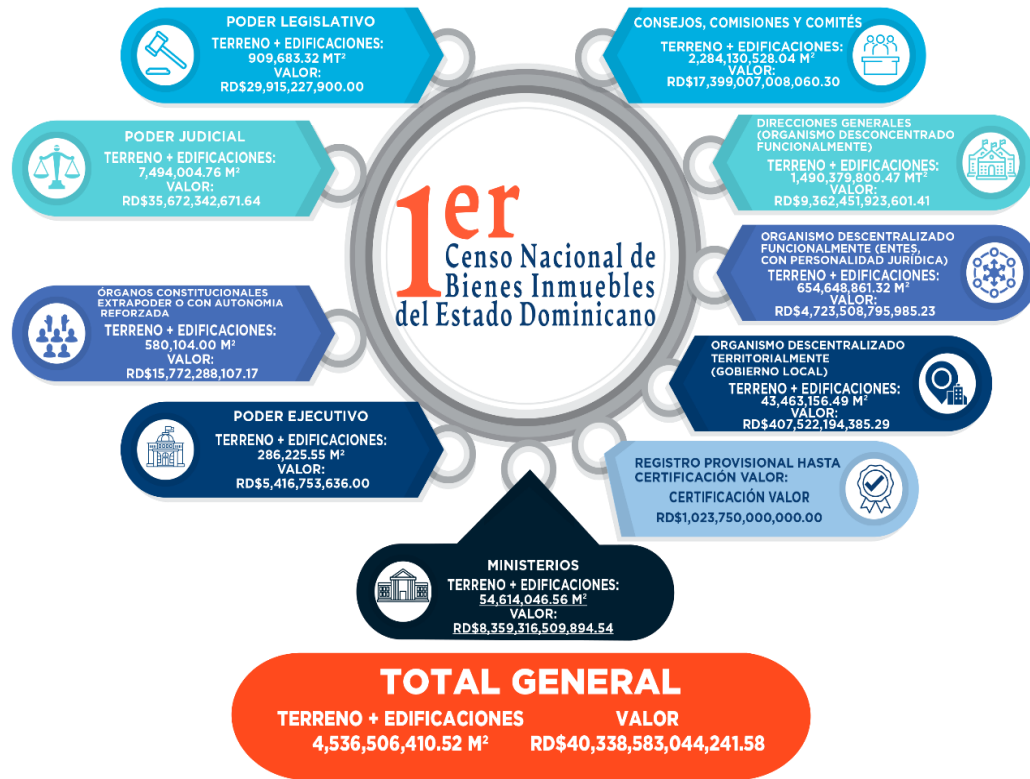 PODER LEGISLATIVO
TERRENO + EDIFICACIONES:
909,683.32 MT²
VALOR:
RD$29,915,227,900.00
PODER JUDICIAL
TERRENO + EDIFICACIONES:
7,494,004.76 M²
VALOR:
RD$35,672,342,671.64
ÓRGANOS CONSTITUCIONALES
EXTRAPODER O CON AUTONOMIA
REFORZADA
TERRENO + EDIFICACIONES:
580,104.00 M²
VALOR:
RD$15,772,288,107.17
PODER EJECUTIVO
TERRENO + EDIFICACIONES:
286,225.55 M²
VALOR:
RD$5,416,753,636.00
1er
Censo Nacional de
Bienes Inmuebles
del Estado Dominicano
CONSEJOS, COMISIONES Y COMITÉS
TERRENO + EDIFICACIONES:
2,284,130,528.04 M²
VALOR:
RD$17,399,007,008,060.30
DIRECCIONES GENERALES
(ORGANISMO DESCONCENTRADO
FUNCIONALMENTE)
TERRENO + EDIFICACIONES:
1,490,379,800.47 MT²
VALOR:
RD$9,362,451,923,601.41
ORGANISMO DESCENTRALIZADO
FUNCIONALMENTE (ENTES,
CON PERSONALIDAD JURÍDICA)
TERRENO + EDIFICACIONES:
654,648,861.32 M²
VALOR:
RD$4,723,508,795,985.23
ORGANISMO DESCENTRALIZADO
TERRITORIALMENTE
(GOBIERNO LOCAL)
TERRENO + EDIFICACIONES:
43,463,156.49 M²
VALOR:
RD$407,522,194,385.29
REGISTRO PROVISIONAL HASTA
CERTIFICACIÓN VALOR:
CERTIFICACIÓN VALOR
RD$1,023,750,000,000.00
MINISTERIOS
TERRENO + EDIFICACIONES:
54,614,046.56 M²
VALOR:
RD$8,359,316,509,894.54
TOTAL GENERAL
TERRENO + EDIFICACIONES VALOR
4,536,506,410.52 M² RD$40,338,583,044,241.58